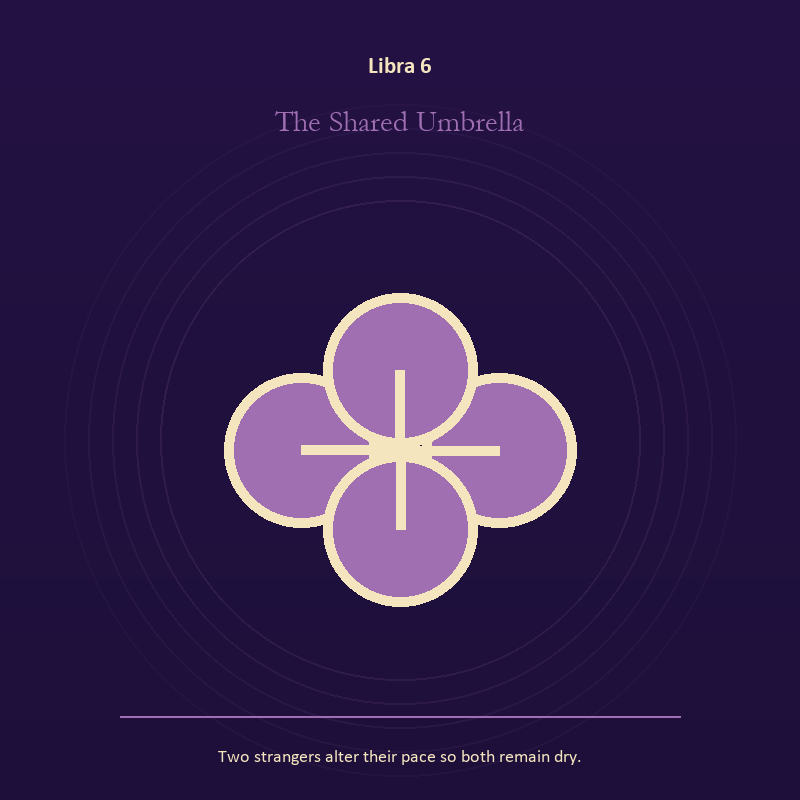 Libra 6
The Shared Umbrella
Two strangers alter their pace so both remain dry.